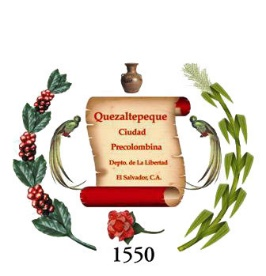 Quezaltepeque
Ciudad
Precolombina
Depto. de La Libertad
El Salvador, C.A.
1550